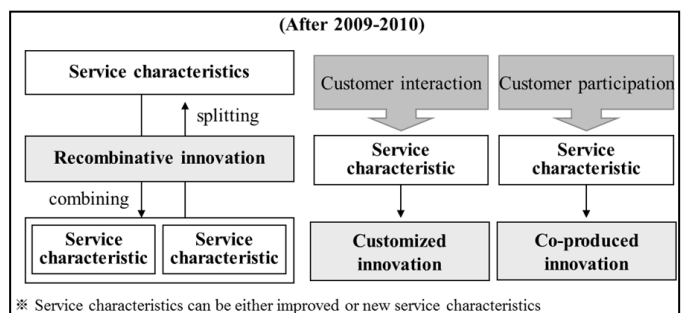 (After 2009-2010)
Service characteristics
splitting
Recombinative innovation
combining
Service
characteristic
Service
characteristic
Customer interaction
Service
characteristic
Customized
innovation
Customer participation
Service
characteristic
Co-produced
innovation
※ Service characteristics can be either improved or new service characteristics